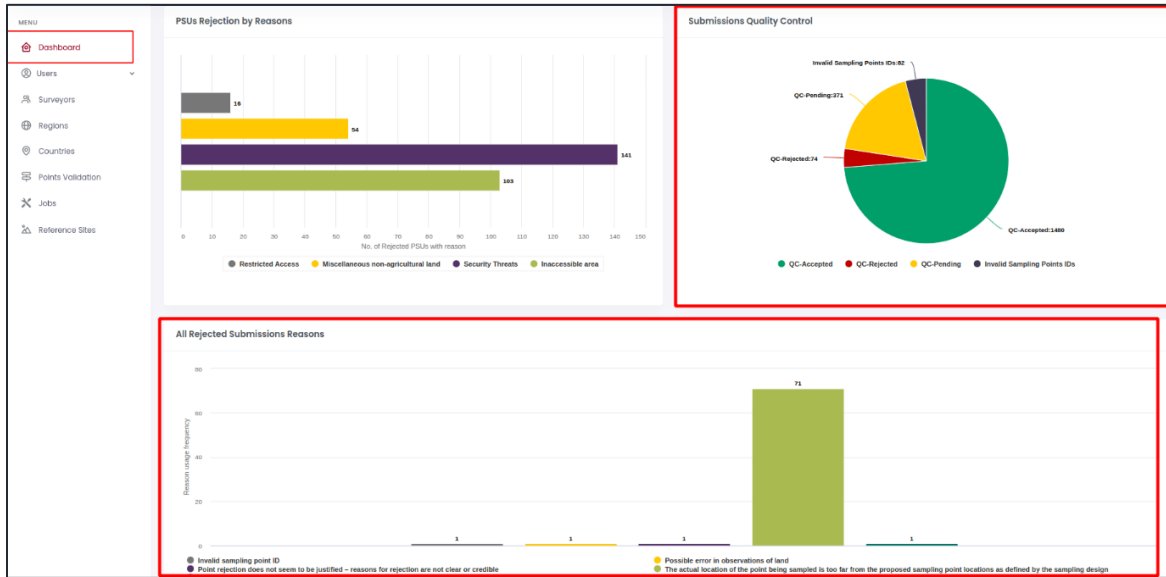 MENU
Dashboard
Users
Surveyors
Regions
Countries
Points Validation
Jobs
Reference Sites
PSUs Rejection by Reasons
16
54
141
103
0 10 20 30 40 50 60 70 80 90 100 110 120 130 140 150
No. of Rejected PSUs with reason
Restricted Access Miscellaneous non-agricultural land Security Threats Inaccessible area
Submissions Quality Control
Invalid Sampling Points IDs:82
QC-Pending:371
QC-Rejected:74
QC-Accepted:1480
QC-Accepted QC-Rejected QC-Pending Invalid Sampling Points IDs
All Rejected Submissions Reasons
Reason usage frequency
80
60
40
20
0
1 1 1 71 1
Invalid sampling point ID Possible error in observations of land
Point rejection does not seem to be justified – reasons for rejection are not clear or credible The actual location of the point being sampled is too far from the proposed sampling point locations as defined by the sampling design